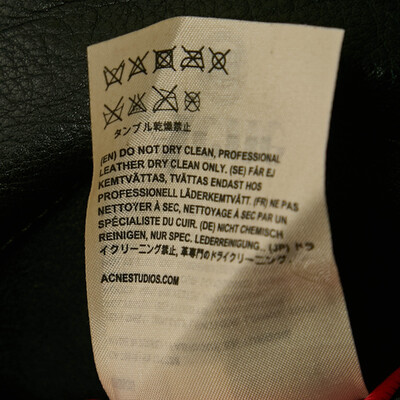 タンブル乾燥禁止
(EN) DO NOT DRY CLEAN, PROFESSIONAL
LEATHER DRY CLEAN ONLY. (SE) FÅR EJ
KEMTVÄTTAS, TVÄTTAS ENDAST HOS
PROFESSIONELL LÄDERKEMTVÄTT. (FR) NE PAS
NETTOYER À SEC, NETTOYAGE À SEC PAR UN
SPÉCIALISTE DU CUIR. (DE) NICHT CHEMISCH
REINIGEN, NUR SPEC. LEDERREINIGUNG.. (JP) ドラ
イクリーニング禁止, 革専門のドライクリーニング.
ACNESTUDIOS.COM